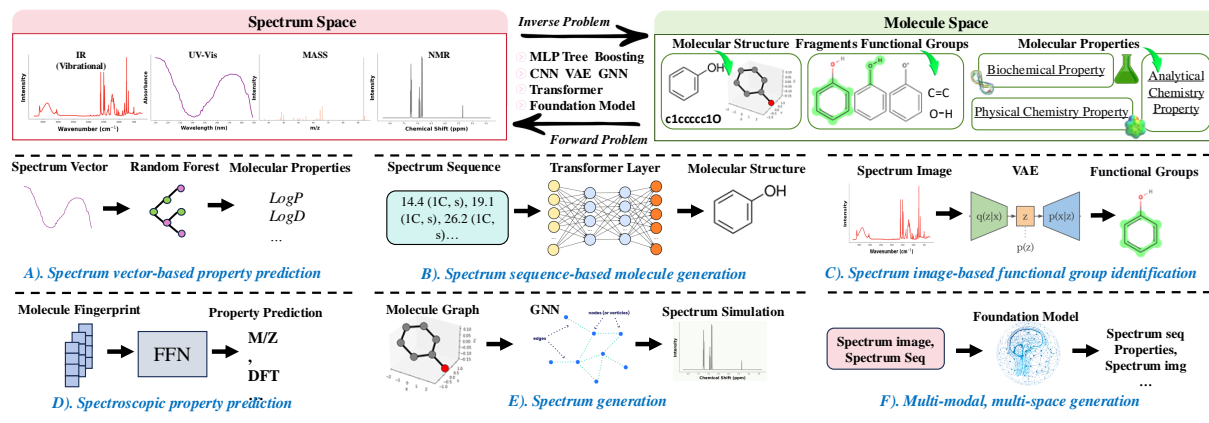 Spectrum Space
IR
(Vibrational)
Intensity
Wavenumber (cm⁻¹)
UV-Vis
Absorbance
Wavelength (nm)
MASS
Intensity
m/z
NMR
Intensity
Chemical Shift (ppm)
Inverse Problem
MLP Tree Boosting
CNN VAE GNN
Transformer
Foundation Model
Forward Problem
Molecule Space
Molecular Structure
OH
c1ccccc1O
Fragments Functional Groups
C=C
O-H
Molecular Properties
Biochemical Property
Physical Chemistry Property
Analytical
Chemistry
Property
Spectrum Vector
Random Forest
Molecular Properties
LogP
LogD
...
A). Spectrum vector-based property prediction
Spectrum Sequence
14.4 (1C, s), 19.1
(1C, s), 26.2 (1C,
s)…
Transformer Layer
Molecular Structure
OH
B). Spectrum sequence-based molecule generation
Spectrum Image
Intensity
Wavenumber (cm⁻¹)
VAE
q(z|x)
z
p(x|z)
p(z)
Functional Groups
O
H
C). Spectrum image-based functional group identification
Molecule Fingerprint
FFN
Property Prediction
M/Z
,
DFT
...
D). Spectroscopic property prediction
Molecule Graph
GNN
nodes (or verticles)
edges
Spectrum Simulation
Intensity
Chemical Shift (ppm)
E). Spectrum generation
Spectrum image,
Spectrum Seq
Foundation Model
Spectrum seq
Properties,
Spectrum img
...
F). Multi-modal, multi-space generation